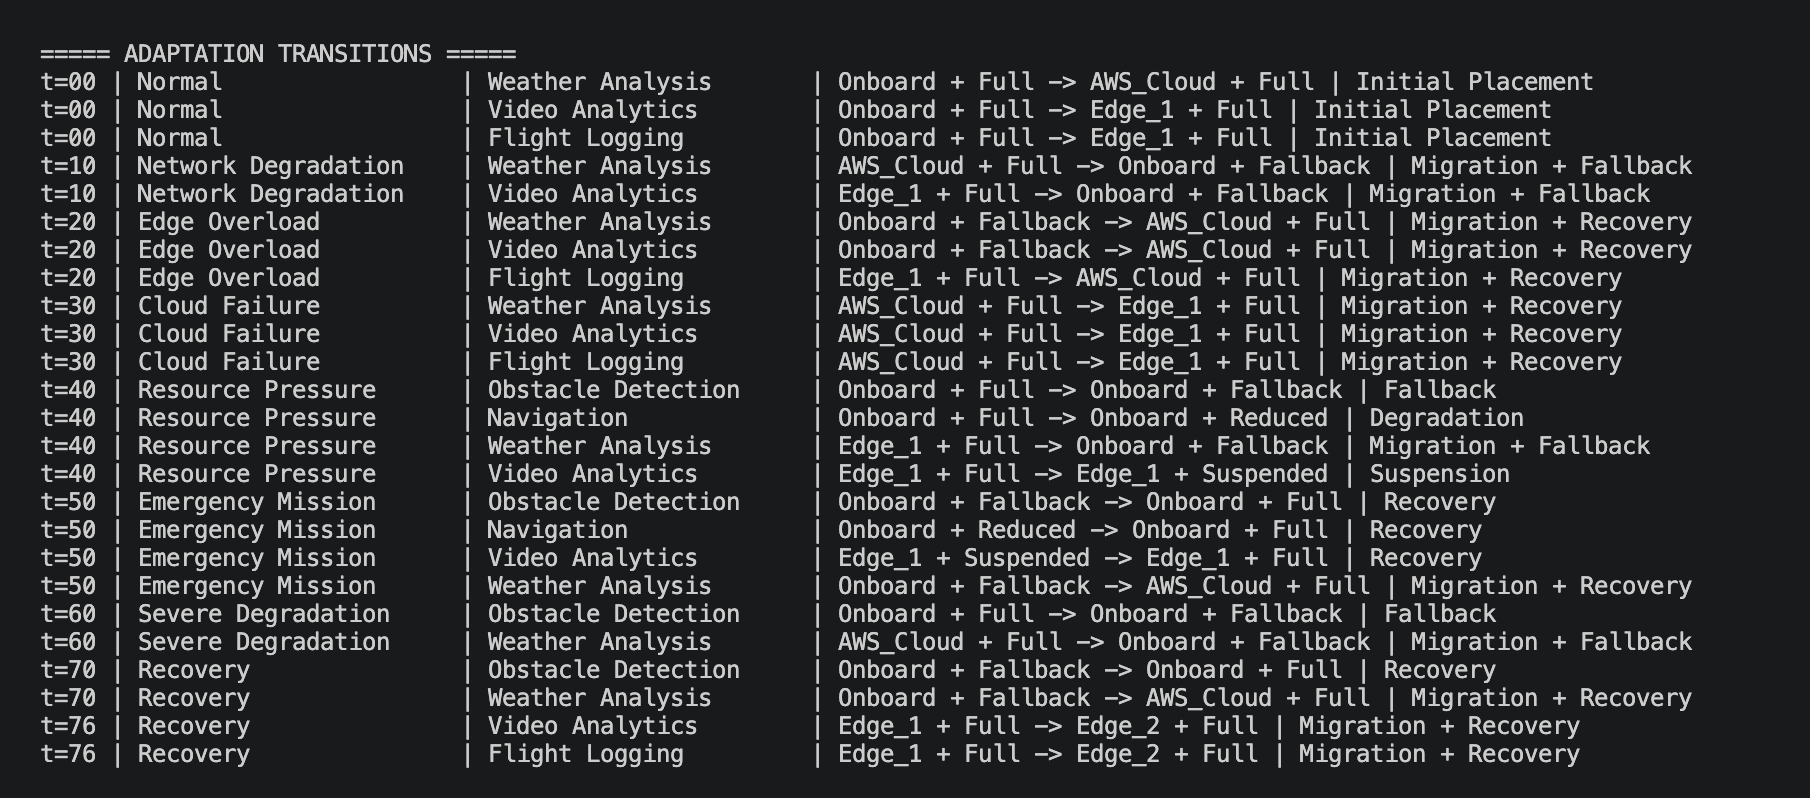 ===== ADAPTATION TRANSITIONS =====
t=00 | Normal                 | Weather Analysis       | Onboard + Full -> AWS_Cloud + Full | Initial Placement
t=00 | Normal                 | Video Analytics        | Onboard + Full -> Edge_1 + Full | Initial Placement
t=00 | Normal                 | Flight Logging         | Onboard + Full -> Edge_1 + Full | Initial Placement
t=10 | Network Degradation    | Weather Analysis       | AWS_Cloud + Full -> Onboard + Fallback | Migration + Fallback
t=10 | Network Degradation    | Video Analytics        | Edge_1 + Full -> Onboard + Fallback | Migration + Fallback
t=20 | Edge Overload          | Weather Analysis       | Onboard + Fallback -> AWS_Cloud + Full | Migration + Recovery
t=20 | Edge Overload          | Video Analytics        | Onboard + Fallback -> AWS_Cloud + Full | Migration + Recovery
t=20 | Edge Overload          | Flight Logging         | Edge_1 + Full -> AWS_Cloud + Full | Migration + Recovery
t=30 | Cloud Failure          | Weather Analysis       | AWS_Cloud + Full -> Edge_1 + Full | Migration + Recovery
t=30 | Cloud Failure          | Video Analytics        | AWS_Cloud + Full -> Edge_1 + Full | Migration + Recovery
t=30 | Cloud Failure          | Flight Logging         | AWS_Cloud + Full -> Edge_1 + Full | Migration + Recovery
t=40 | Resource Pressure      | Obstacle Detection     | Onboard + Full -> Onboard + Fallback | Fallback
t=40 | Resource Pressure      | Navigation             | Onboard + Full -> Onboard + Reduced | Degradation
t=40 | Resource Pressure      | Weather Analysis       | Edge_1 + Full -> Onboard + Fallback | Migration + Fallback
t=40 | Resource Pressure      | Video Analytics        | Edge_1 + Full -> Edge_1 + Suspended | Suspension
t=50 | Emergency Mission      | Obstacle Detection     | Onboard + Fallback -> Onboard + Full | Recovery
t=50 | Emergency Mission      | Navigation             | Onboard + Reduced -> Onboard + Full | Recovery
t=50 | Emergency Mission      | Video Analytics        | Edge_1 + Suspended -> Edge_1 + Full | Recovery
t=50 | Emergency Mission      | Weather Analysis       | Onboard + Fallback -> AWS_Cloud + Full | Migration + Recovery
t=60 | Severe Degradation     | Obstacle Detection     | Onboard + Full -> Onboard + Fallback | Fallback
t=60 | Severe Degradation     | Weather Analysis       | AWS_Cloud + Full -> Onboard + Fallback | Migration + Fallback
t=70 | Recovery               | Obstacle Detection     | Onboard + Fallback -> Onboard + Full | Recovery
t=70 | Recovery               | Weather Analysis       | Onboard + Fallback -> AWS_Cloud + Full | Migration + Recovery
t=76 | Recovery               | Video Analytics        | Edge_1 + Full -> Edge_2 + Full | Migration + Recovery
t=76 | Recovery               | Flight Logging         | Edge_1 + Full -> Edge_2 + Full | Migration + Recovery